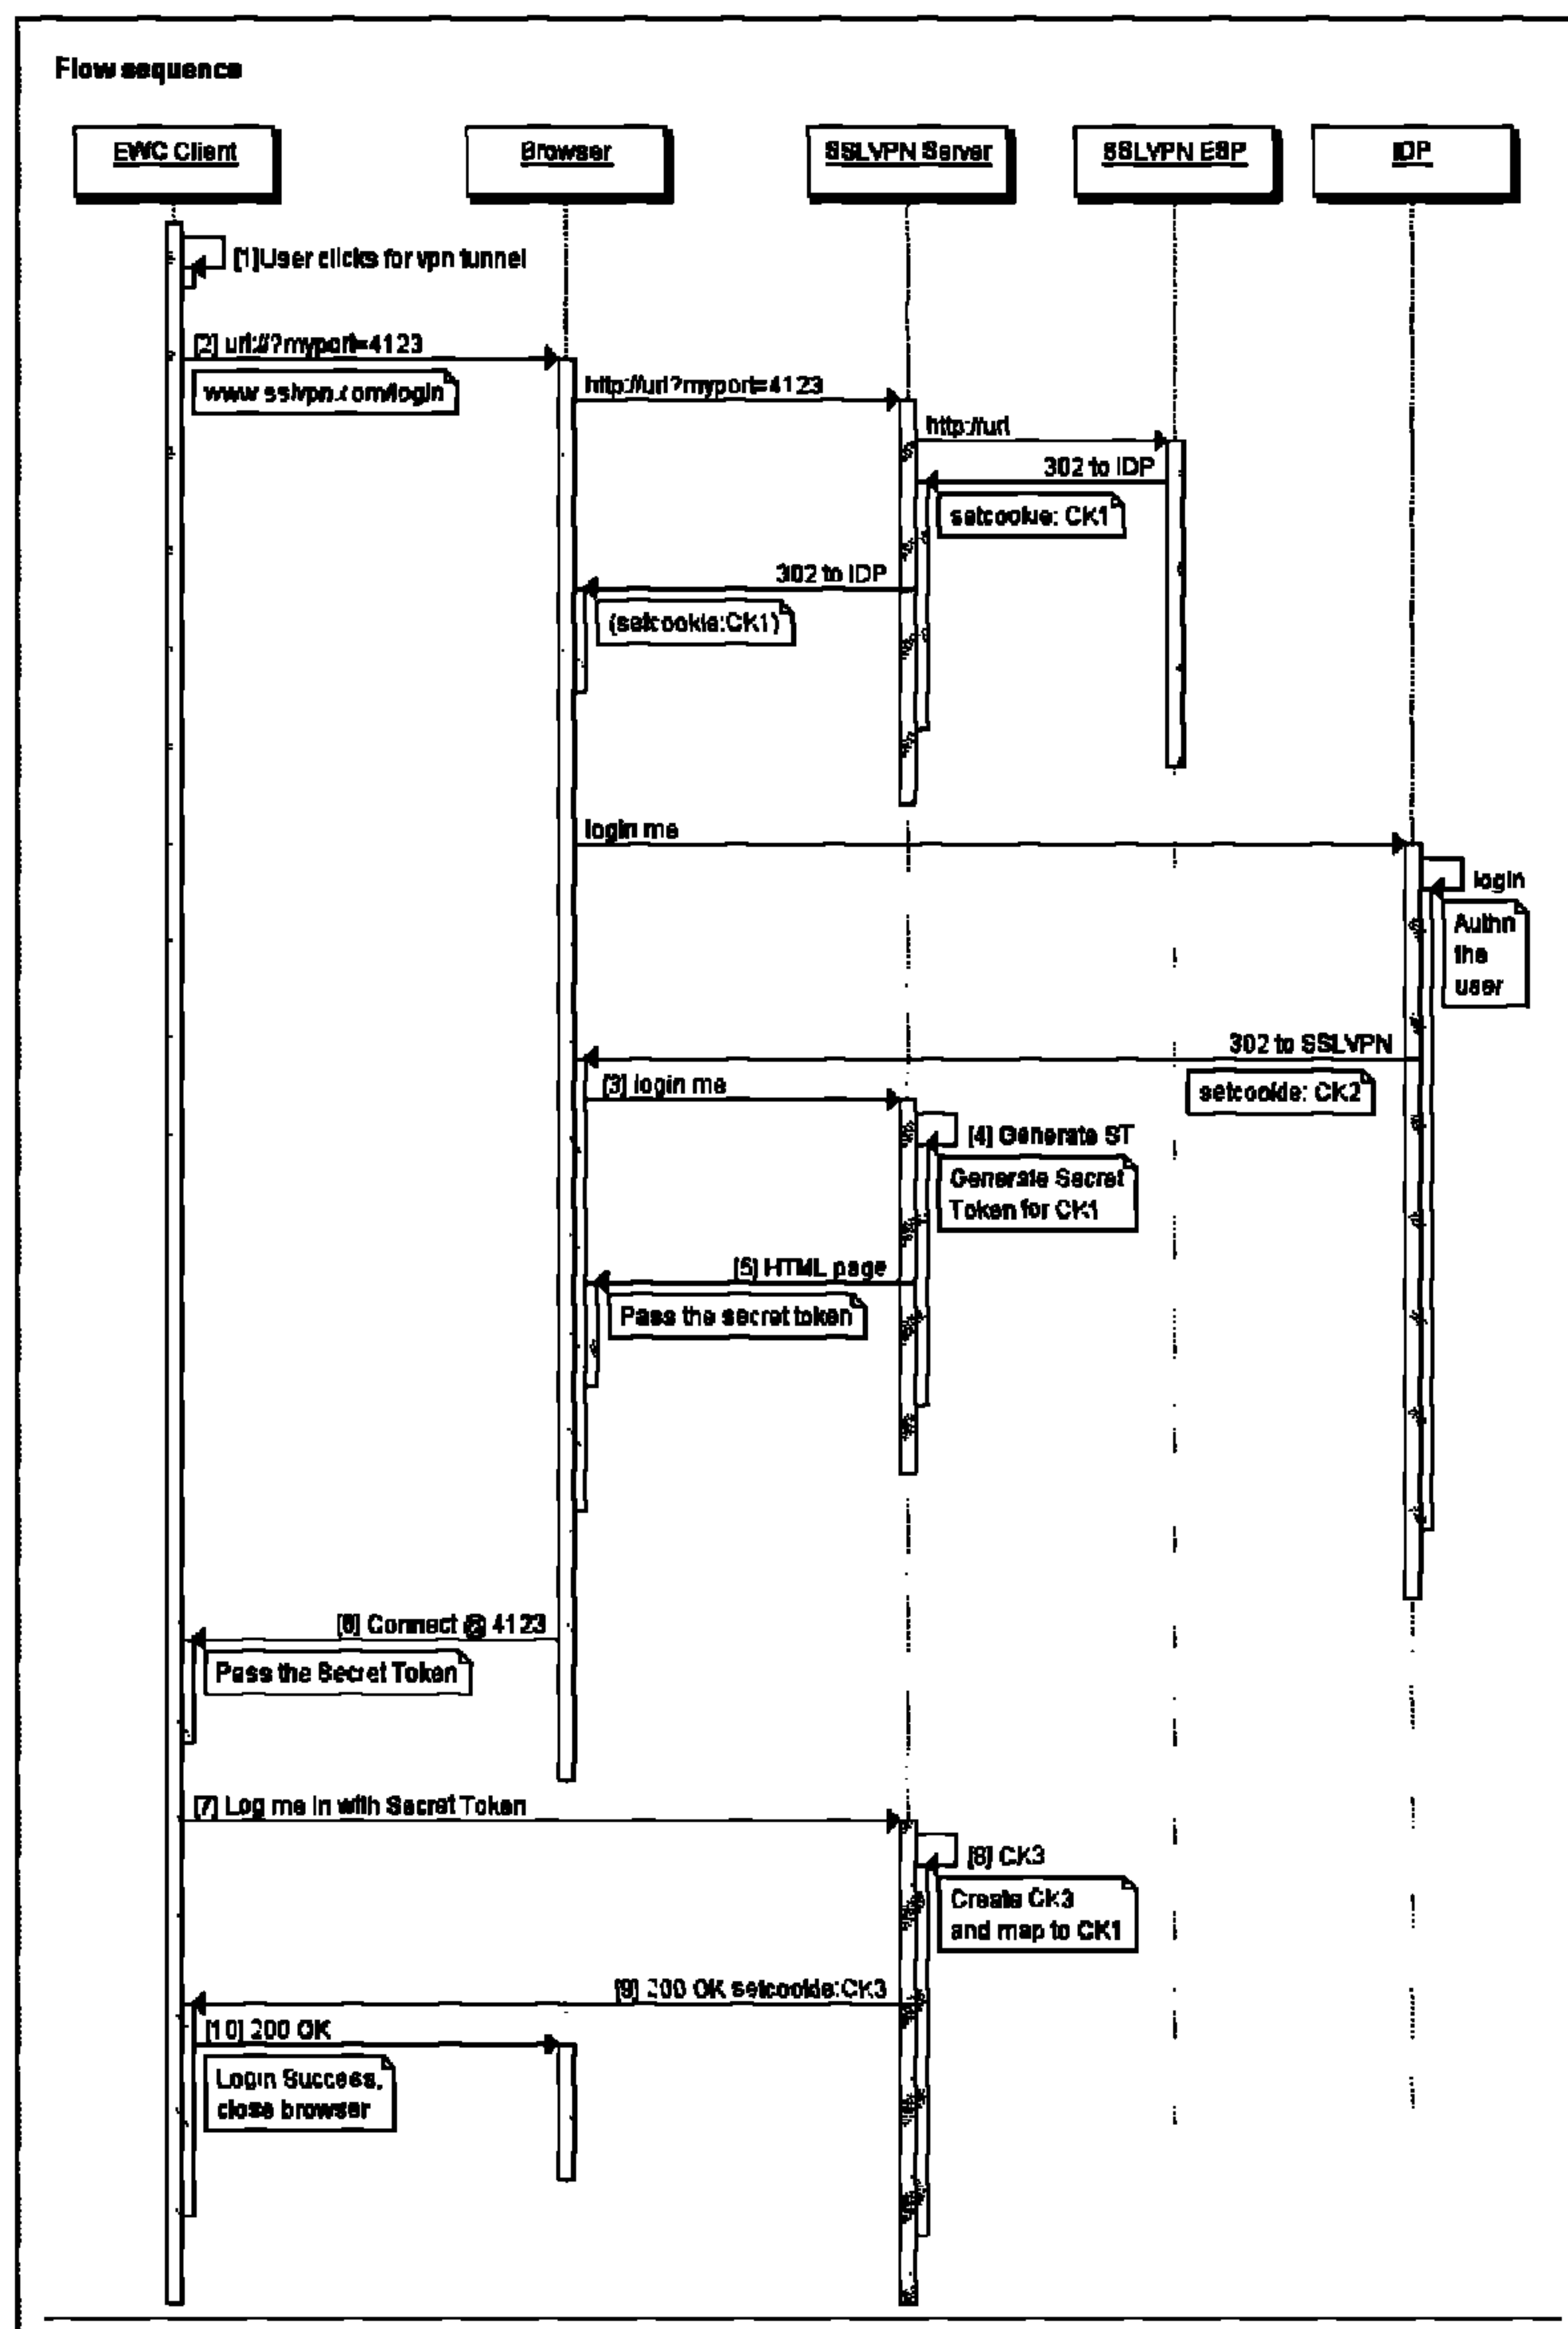 Flow sequence
EWC Client
Browser
SSLVPN Server
SSLVPN ESP
IDP
[1]User clicks for vpn tunnel
[2] url://?myport=4123
www.sslvpn.com/login
http://url?myport=4123
http://url
302 to IDP
setcookie: CK1
302 to IDP
(setcookie:CK1)
login me
login
Authn
the
user
302 to SSLVPN
setcookie: CK2
[3] login me
[4] Generate ST
Generate Secret
Token for CK1
[5] HTML page
Pass the secret token
[6] Connect @ 4123
Pass the Secret Token
[7] Log me in with Secret Token
[8] CK3
Create CK3
and map to CK1
[9] 200 OK setcookie:CK3
[10] 200 OK
Login Success,
close browser